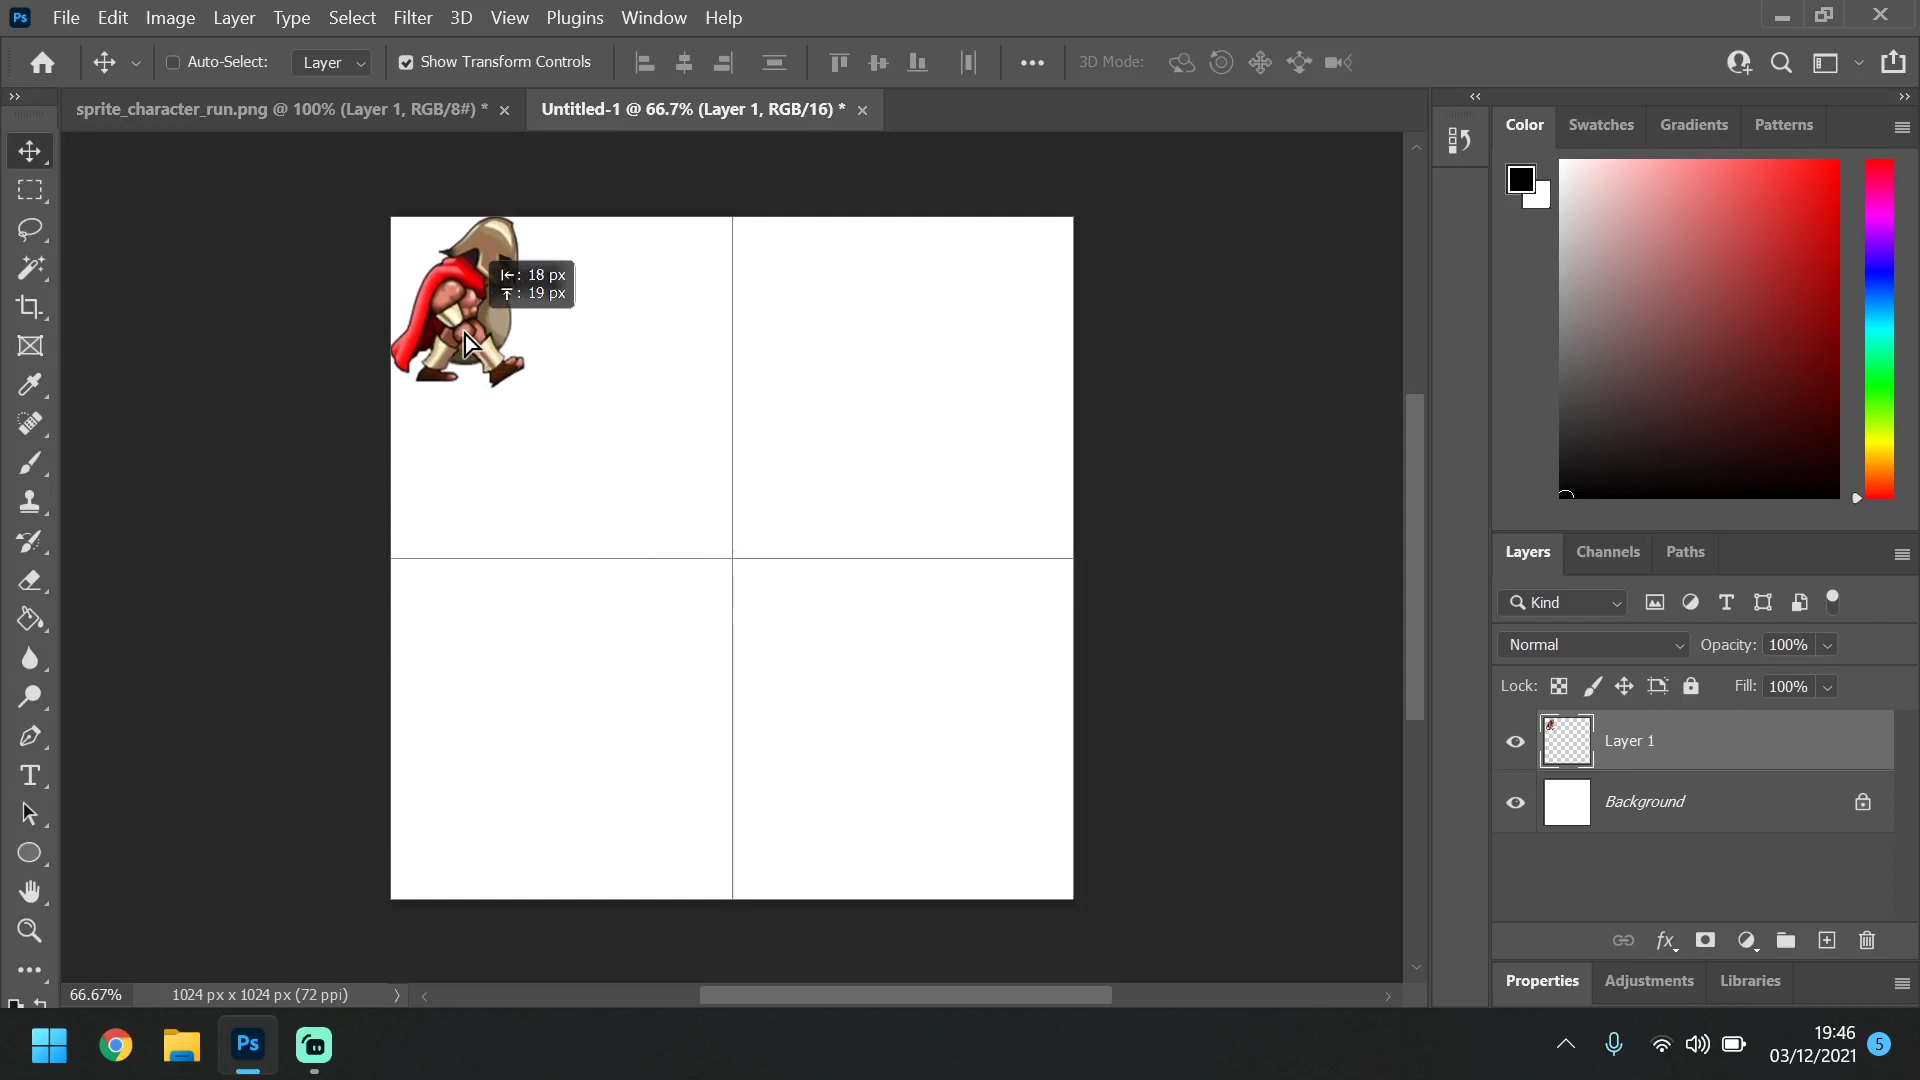 Ps File Edit Image Layer Type Select Filter 3D View Plugins Window Help
Auto-Select: Layer Show Transform Controls 3D Mode:
sprite_character_run.png @ 100% (Layer 1, RGB/8#) * Untitled-1 @ 66.7% (Layer 1, RGB/16) *
Color Swatches Gradients Patterns
: 18 px
: 19 px
Layers Channels Paths
Kind
Normal Opacity: 100%
Lock: Fill: 100%
Layer 1
Background
fx
Properties Adjustments Libraries
66.67% 1024 px x 1024 px (72 ppi)
Ps
19:46
03/12/2021
5